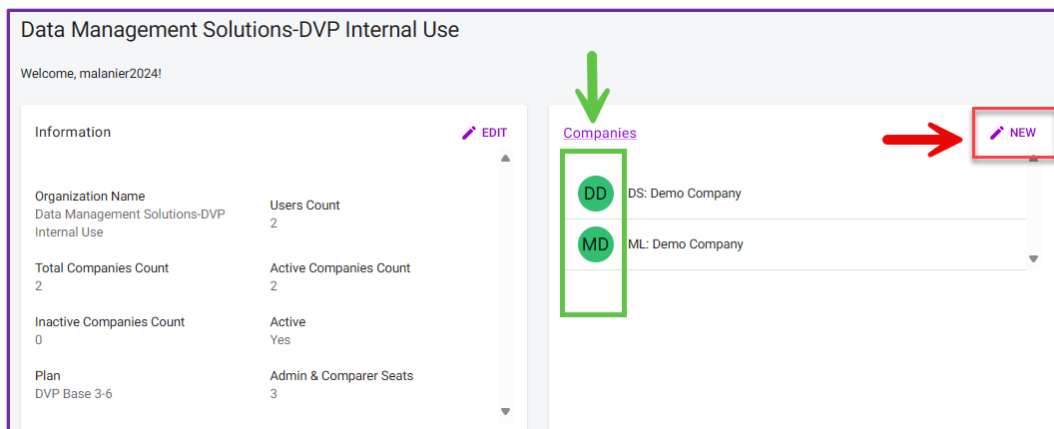 Data Management Solutions-DVP Internal Use
Welcome, malanier2024!
Information
EDIT
Organization Name
Data Management Solutions-DVP
Internal Use
Users Count
2
Total Companies Count
2
Active Companies Count
2
Inactive Companies Count
0
Active
Yes
Plan
DVP Base 3-6
Admin & Comparer Seats
3
Companies
NEW
DD DS: Demo Company
MD ML: Demo Company